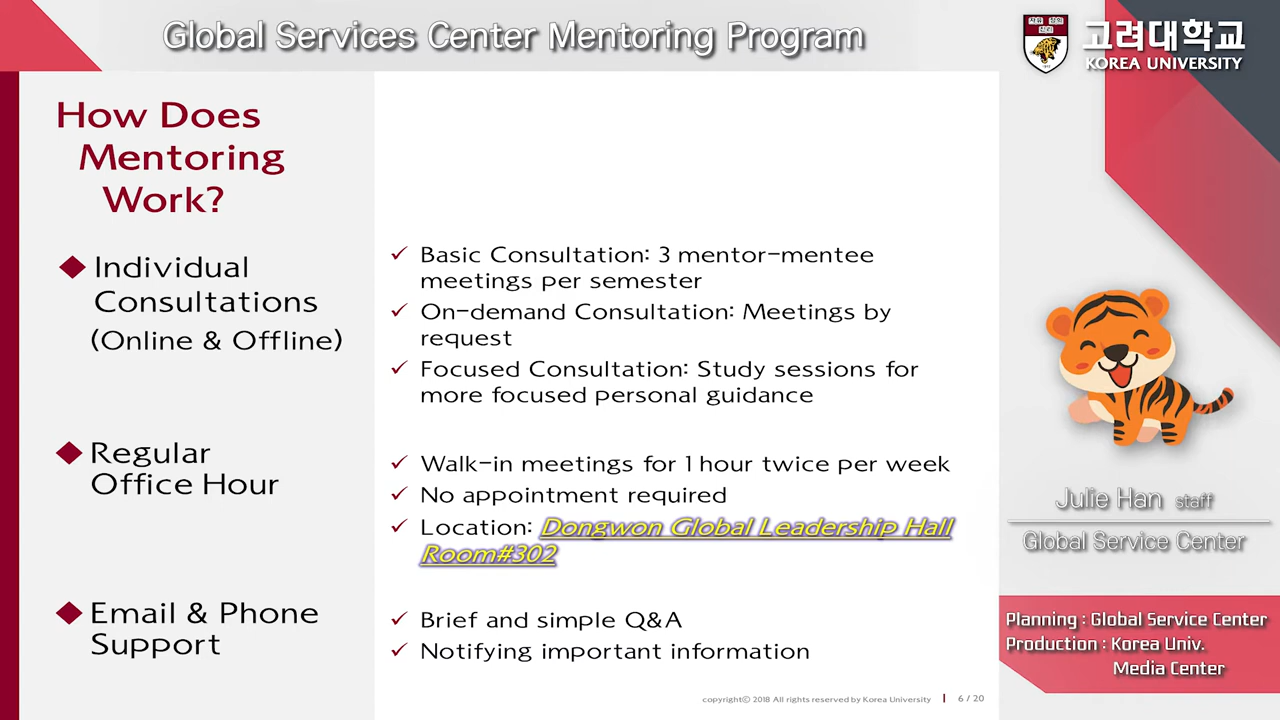 Global Services Center Mentoring Program
고려대학교
KOREA UNIVERSITY
How Does
Mentoring
Work?
◆ Individual
Consultations
(Online & Offline)
✓ Basic Consultation: 3 mentor-mentee
meetings per semester
✓ On-demand Consultation: Meetings by
request
✓ Focused Consultation: Study sessions for
more focused personal guidance
◆ Regular
Office Hour
✓ Walk-in meetings for 1 hour twice per week
✓ No appointment required
✓ Location: Dongwon Global Leadership Hall
Room#302
◆ Email & Phone
Support
✓ Brief and simple Q&A
✓ Notifying important information
Julie Han staff
Global Service Center
Planning : Global Service Center
Production : Korea Univ.
Media Center
copyrightⓒ 2018 All rights reserved by Korea University | 6 / 20